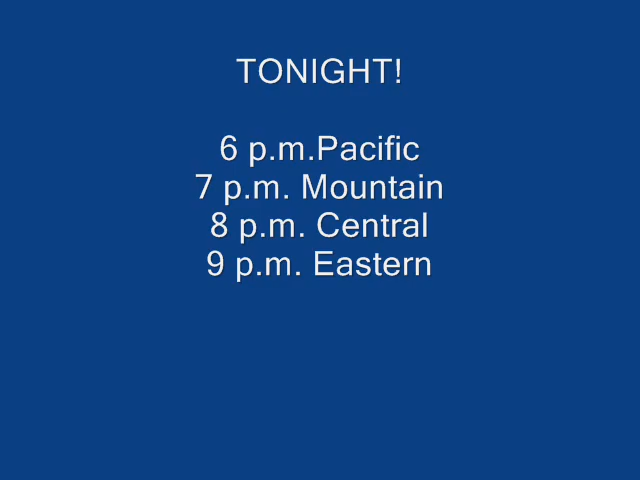 TONIGHT!
6 p.m.Pacific
7 p.m. Mountain
8 p.m. Central
9 p.m. Eastern